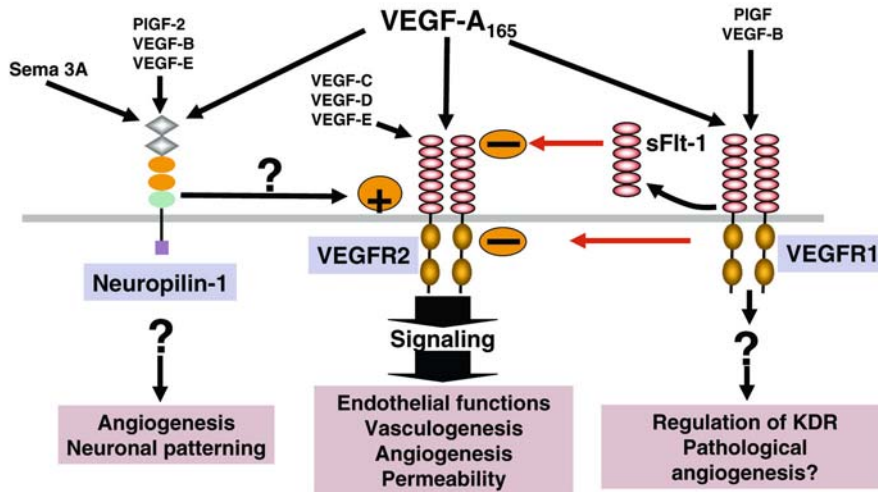 VEGF-A165
PlGF-2
VEGF-B
VEGF-E
Sema 3A
VEGF-C
VEGF-D
VEGF-E
PlGF
VEGF-B
sFlt-1
?
+
−
−
Neuropilin-1
VEGFR2
VEGFR1
?
Signaling
?
Angiogenesis
Neuronal patterning
Endothelial functions
Vasculogenesis
Angiogenesis
Permeability
Regulation of KDR
Pathological
angiogenesis?